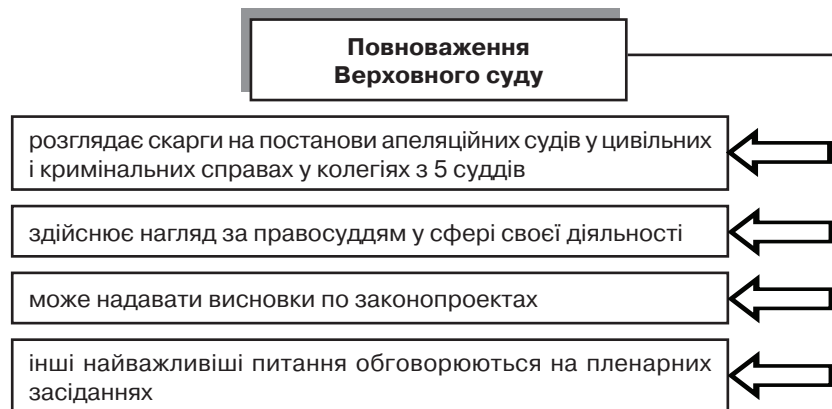 Повноваження
Верховного суду
розглядає скарги на постанови апеляційних судів у цивільних
і кримінальних справах у колегіях з 5 суддів
здійснює нагляд за правосуддям у сфері своєї діяльності
може надавати висновки по законопроектах
інші найважливіші питання обговорюються на пленарних
засіданнях